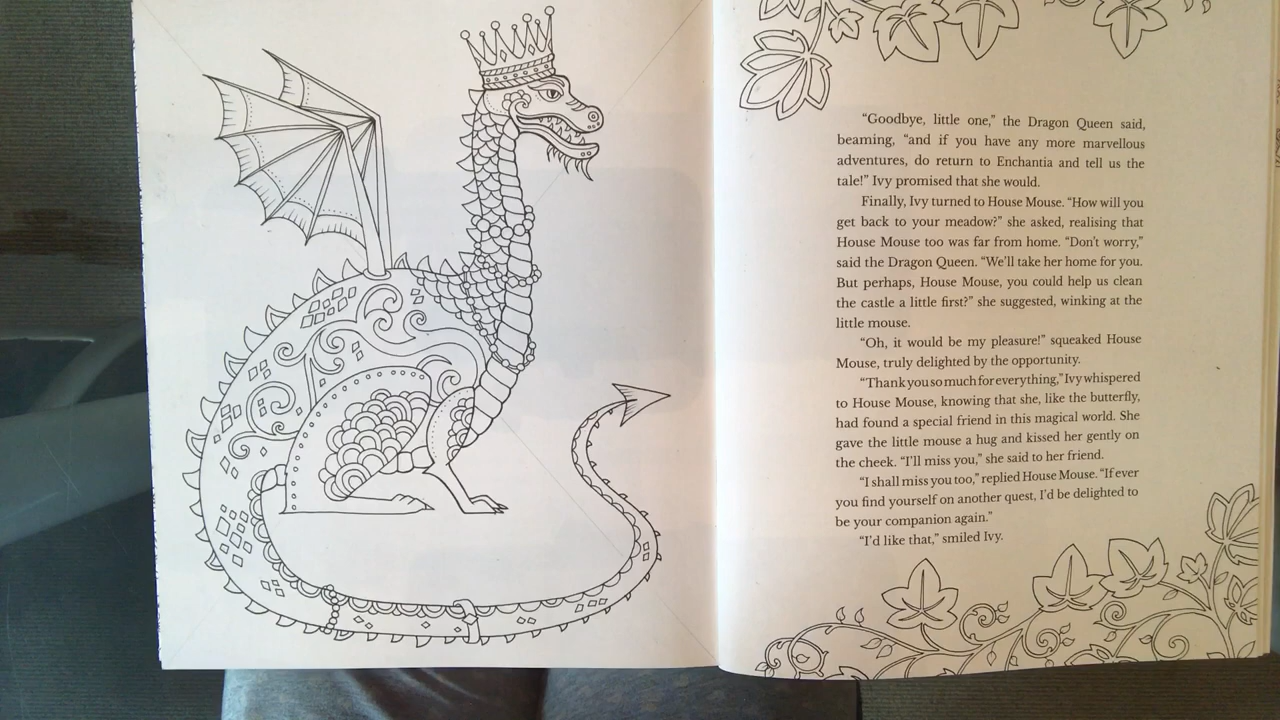 “Goodbye, little one,” the Dragon Queen said,
beaming, “and if you have any more marvellous
adventures, do return to Enchantia and tell us the
tale!” Ivy promised that she would.
Finally, Ivy turned to House Mouse. “How will you
get back to your meadow?” she asked, realising that
House Mouse too was far from home. “Don’t worry,”
said the Dragon Queen. “We’ll take her home for you.
But perhaps, House Mouse, you could help us clean
the castle a little first?” she suggested, winking at the
little mouse.
“Oh, it would be my pleasure!” squeaked House
Mouse, truly delighted by the opportunity.
“Thank you so much for everything,” Ivy whispered
to House Mouse, knowing that she, like the butterfly,
had found a special friend in this magical world. She
gave the little mouse a hug and kissed her gently on
the cheek. “I’ll miss you,” she said to her friend.
“I shall miss you too,” replied House Mouse. “If ever
you find yourself on another quest, I’d be delighted to
be your companion again.”
“I’d like that,” smiled Ivy.